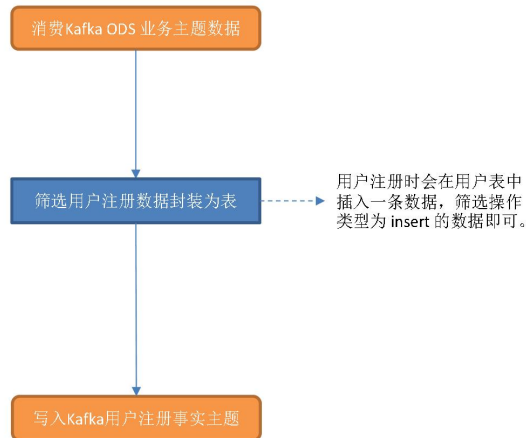 消费Kafka ODS 业务主题数据
筛选用户注册数据封装为表
用户注册时会在用户表中
插入一条数据，筛选操作
类型为 insert 的数据即可。
写入Kafka用户注册事实主题